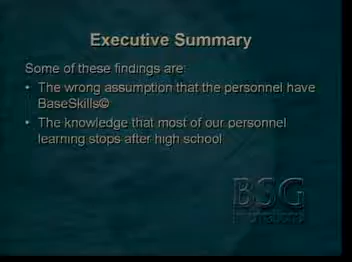 Executive Summary
Some of these findings are:
• The wrong assumption that the personnel have
BaseSkills©
• The knowledge that most of our personnel
learning stops after high school
BSG